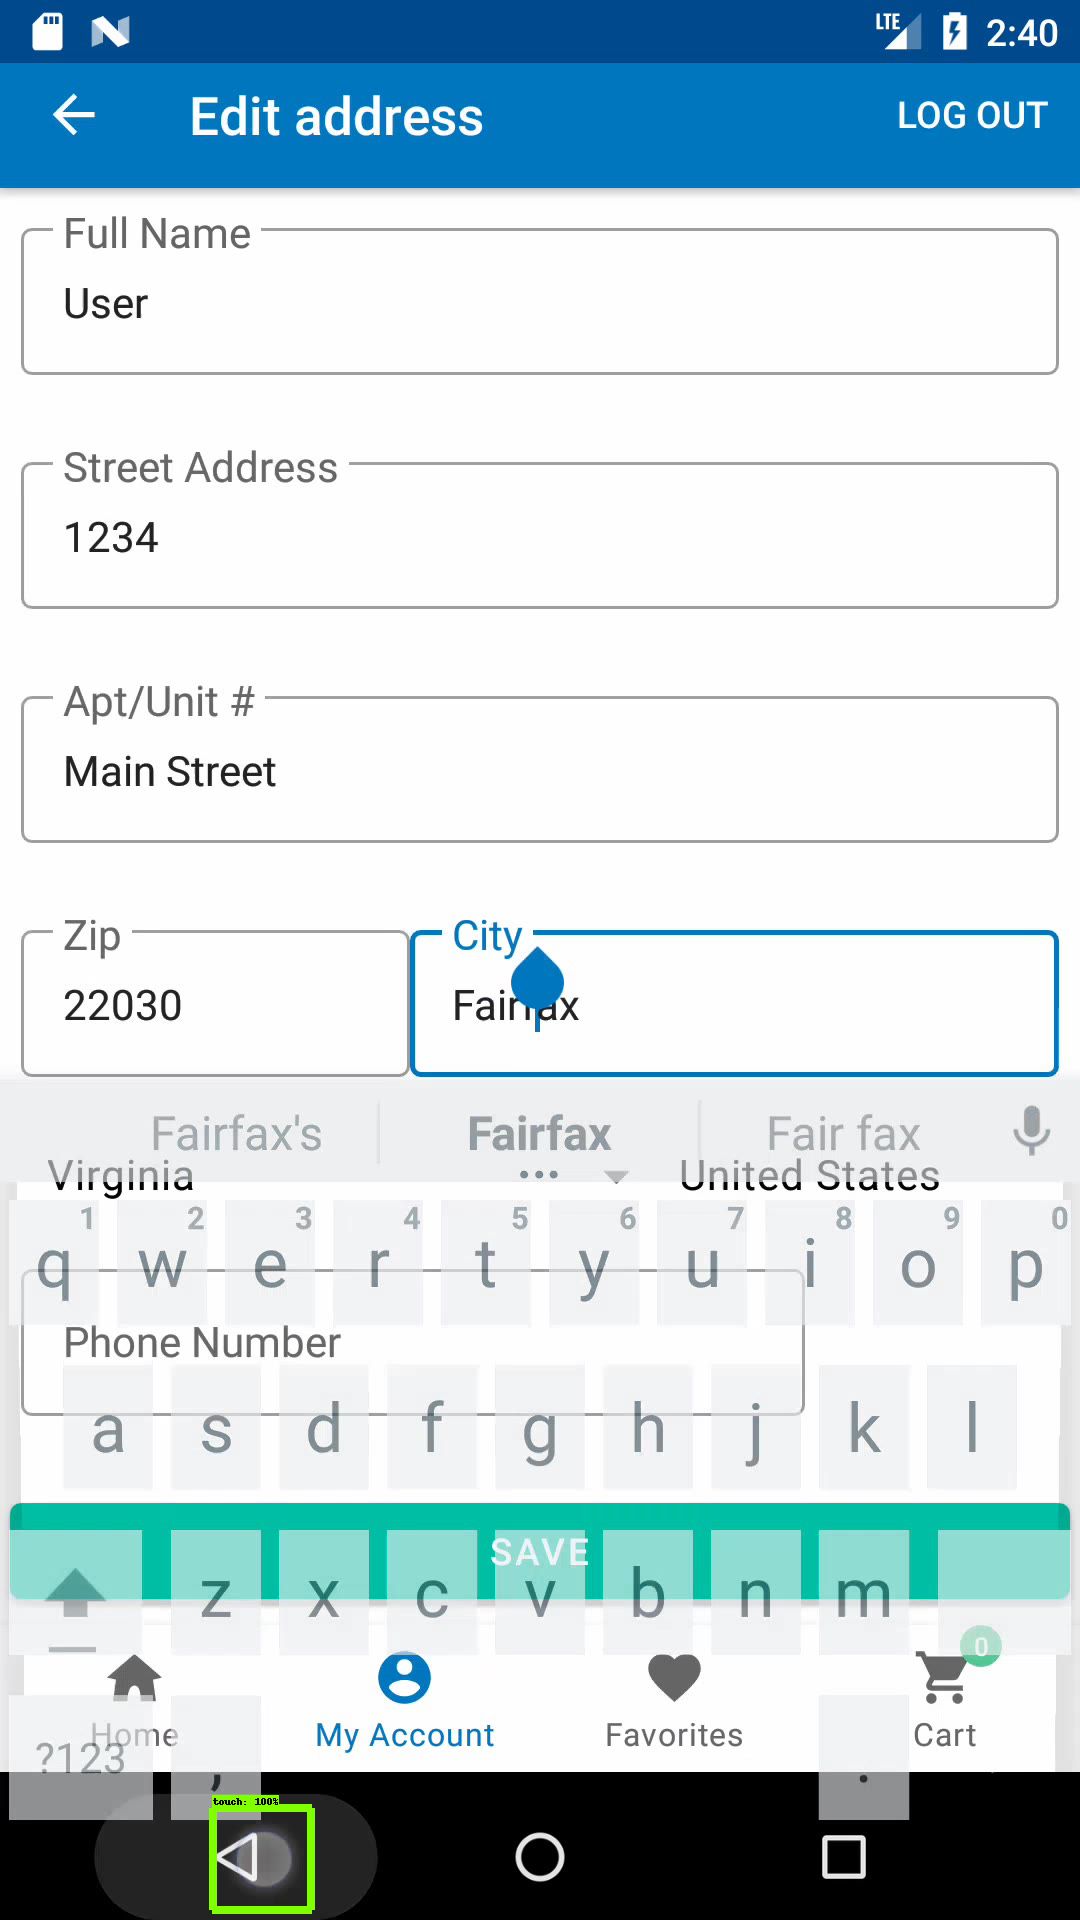 LTE 2:40
Edit address LOG OUT
Full Name
User
Street Address
1234
Apt/Unit #
Main Street
Zip City
22030 Fairfax
Fairfax's Fairfax Fair fax
Virginia United States
1 2 3 4 5 6 7 8 9 0
q w e r t y u i o p
Phone Number
a s d f g h j k l
SAVE
z x c v b n m
0
Home My Account Favorites Cart
?123 , .
touch: 100%